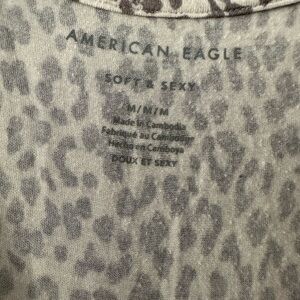 AMERICAN EAGLE
SOFT & SEXY
M/M/M
Made in Cambodia
Fabriqué au Cambodge
Hecho en Camboya
DOUX ET SEXY